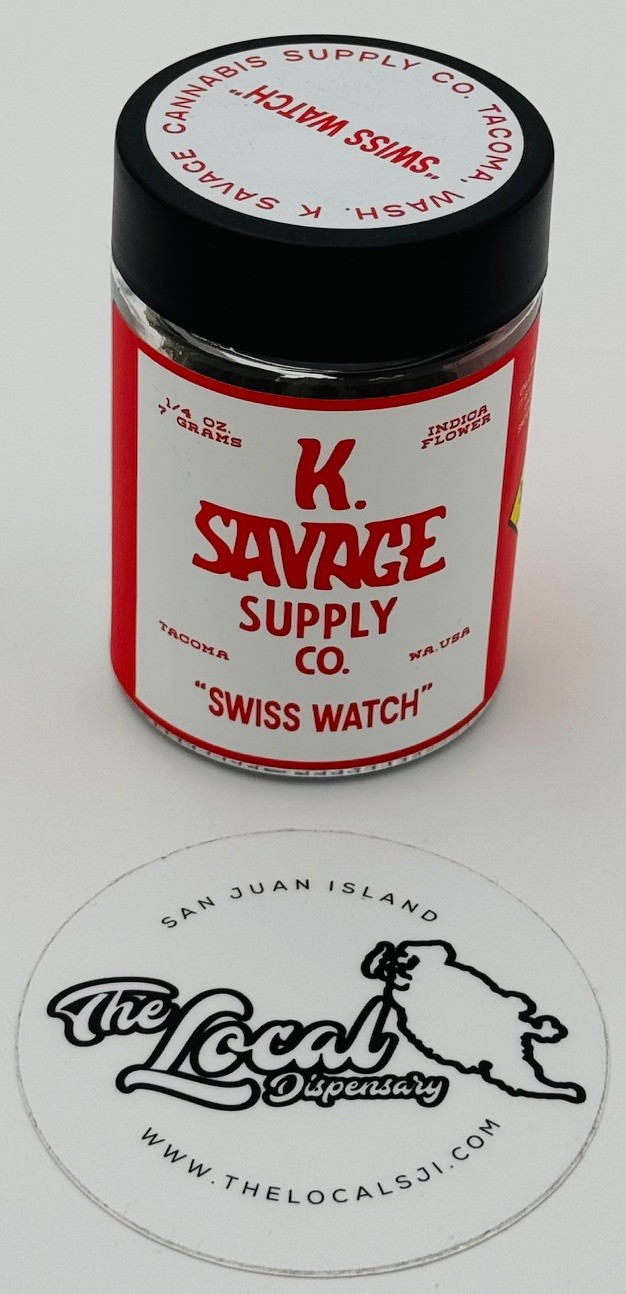 K SAVAGE CANNABIS SUPPLY CO. TACOMA, WASH.
"SWISS WATCH"
1/4 OZ.
7 GRAMS
INDICA
FLOWER
K.
SAVAGE
SUPPLY
CO.
TACOMA
WA.USA
"SWISS WATCH"
SAN JUAN ISLAND
The Local
Dispensary
WWW.THELOCALSJI.COM